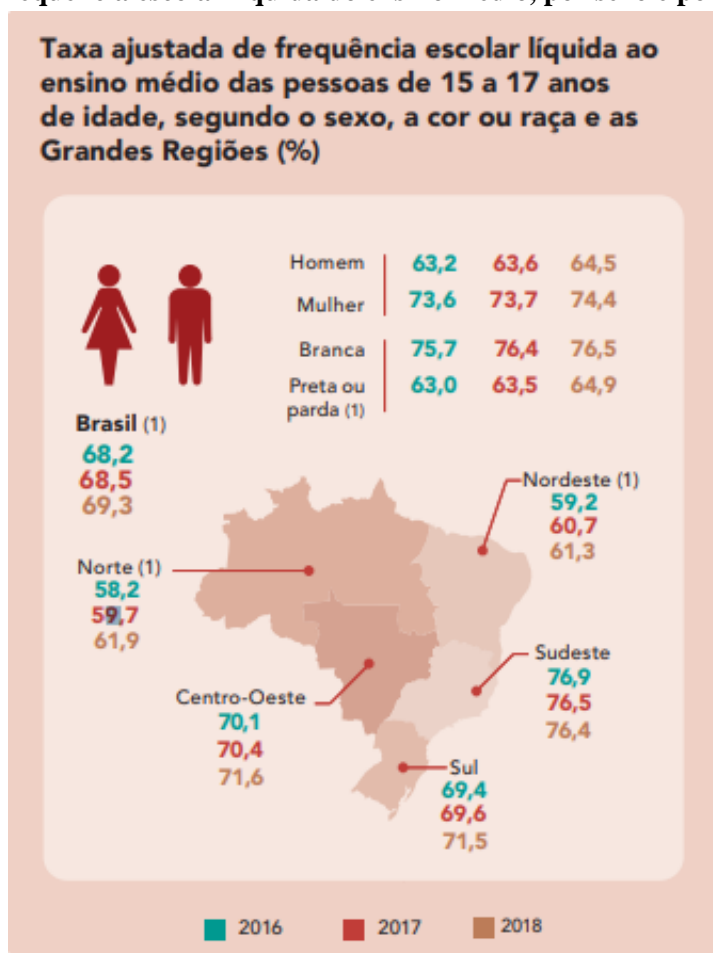 Taxa ajustada de frequência escolar líquida ao
ensino médio das pessoas de 15 a 17 anos
de idade, segundo o sexo, a cor ou raça e as
Grandes Regiões (%)
Homem 63,2 63,6 64,5
Mulher 73,6 73,7 74,4
Branca 75,7 76,4 76,5
Preta ou
parda (1) 63,0 63,5 64,9
Brasil (1)
68,2
68,5
69,3
Nordeste (1)
59,2
60,7
61,3
Norte (1)
58,2
59,7
61,9
Sudeste
76,9
76,5
76,4
Centro-Oeste
70,1
70,4
71,6
Sul
69,4
69,6
71,5
2016 2017 2018